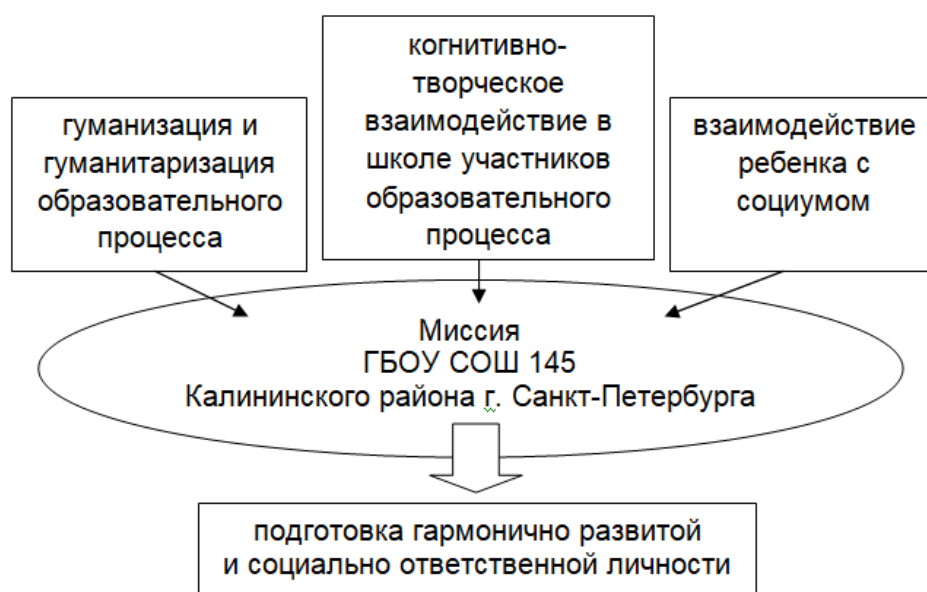 гуманизация и
гуманитаризация
образовательного
процесса
когнитивно-
творческое
взаимодействие в
школе участников
образовательного
процесса
взаимодействие
ребенка с
социумом
Миссия
ГБОУ СОШ 145
Калининского района г. Санкт-Петербурга
подготовка гармонично развитой
и социально ответственной личности